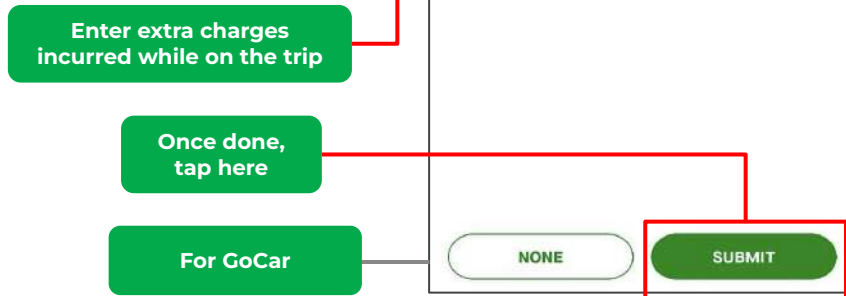 Enter extra charges
incurred while on the trip
Once done,
tap here
For GoCar
NONE
SUBMIT